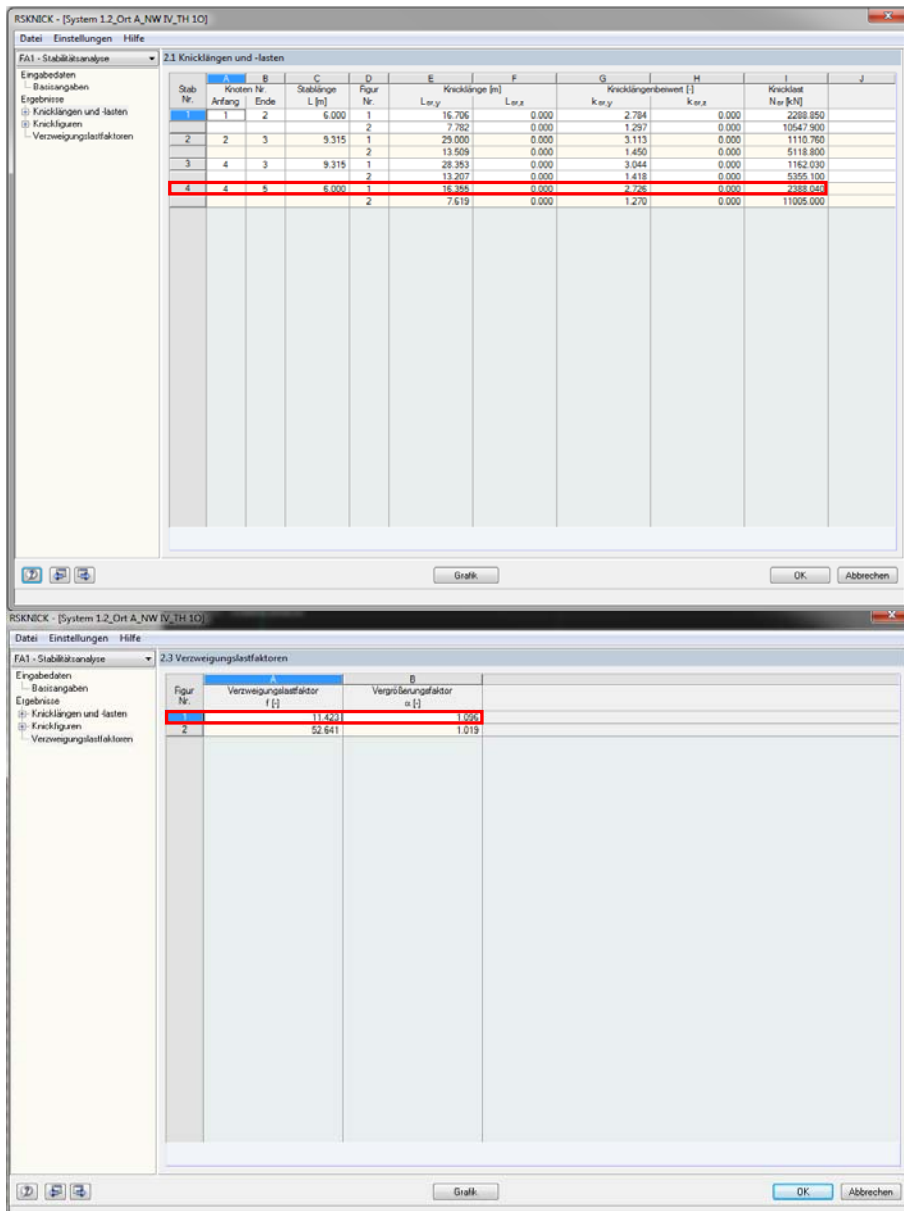 RSKNICK - [System 1.2_Ort A_NW IV_TH 1O]
Datei Einstellungen Hilfe
FA1 - Stabilitätsanalyse
2.1 Knicklängen und -lasten
Eingabedaten
Basisangaben
Ergebnisse
Knicklängen und -lasten
Knickfiguren
Verzweigungslastfaktoren
A B C D E F G H I J
Stab Knoten Nr. Stablänge Figur Knicklänge [m] Knicklängenbeiwert [-] Knicklast
Nr. Anfang Ende L [m] Nr. L cr,y L cr,z k cr,y k cr,z N cr [kN]
1 1 2 6.000 1 16.706 0.000 2.784 0.000 2288.850
2 7.782 0.000 1.297 0.000 10547.900
2 2 3 9.315 1 29.000 0.000 3.113 0.000 1110.760
2 13.509 0.000 1.450 0.000 5118.800
3 4 3 9.315 1 28.353 0.000 3.044 0.000 1162.030
2 13.207 0.000 1.418 0.000 5355.100
4 4 5 6.000 1 16.355 0.000 2.726 0.000 2388.040
2 7.619 0.000 1.270 0.000 11005.000
Grafik
OK
Abbrechen
RSKNICK - [System 1.2_Ort A_NW IV_TH 1O]
Datei Einstellungen Hilfe
FA1 - Stabilitätsanalyse
2.3 Verzweigungslastfaktoren
Eingabedaten
Basisangaben
Ergebnisse
Knicklängen und -lasten
Knickfiguren
Verzweigungslastfaktoren
A B
Figur Verzweigungslastfaktor Vergrößerungsfaktor
Nr. f [-] α [-]
1 11.423 1.096
2 52.641 1.019
Grafik
OK
Abbrechen